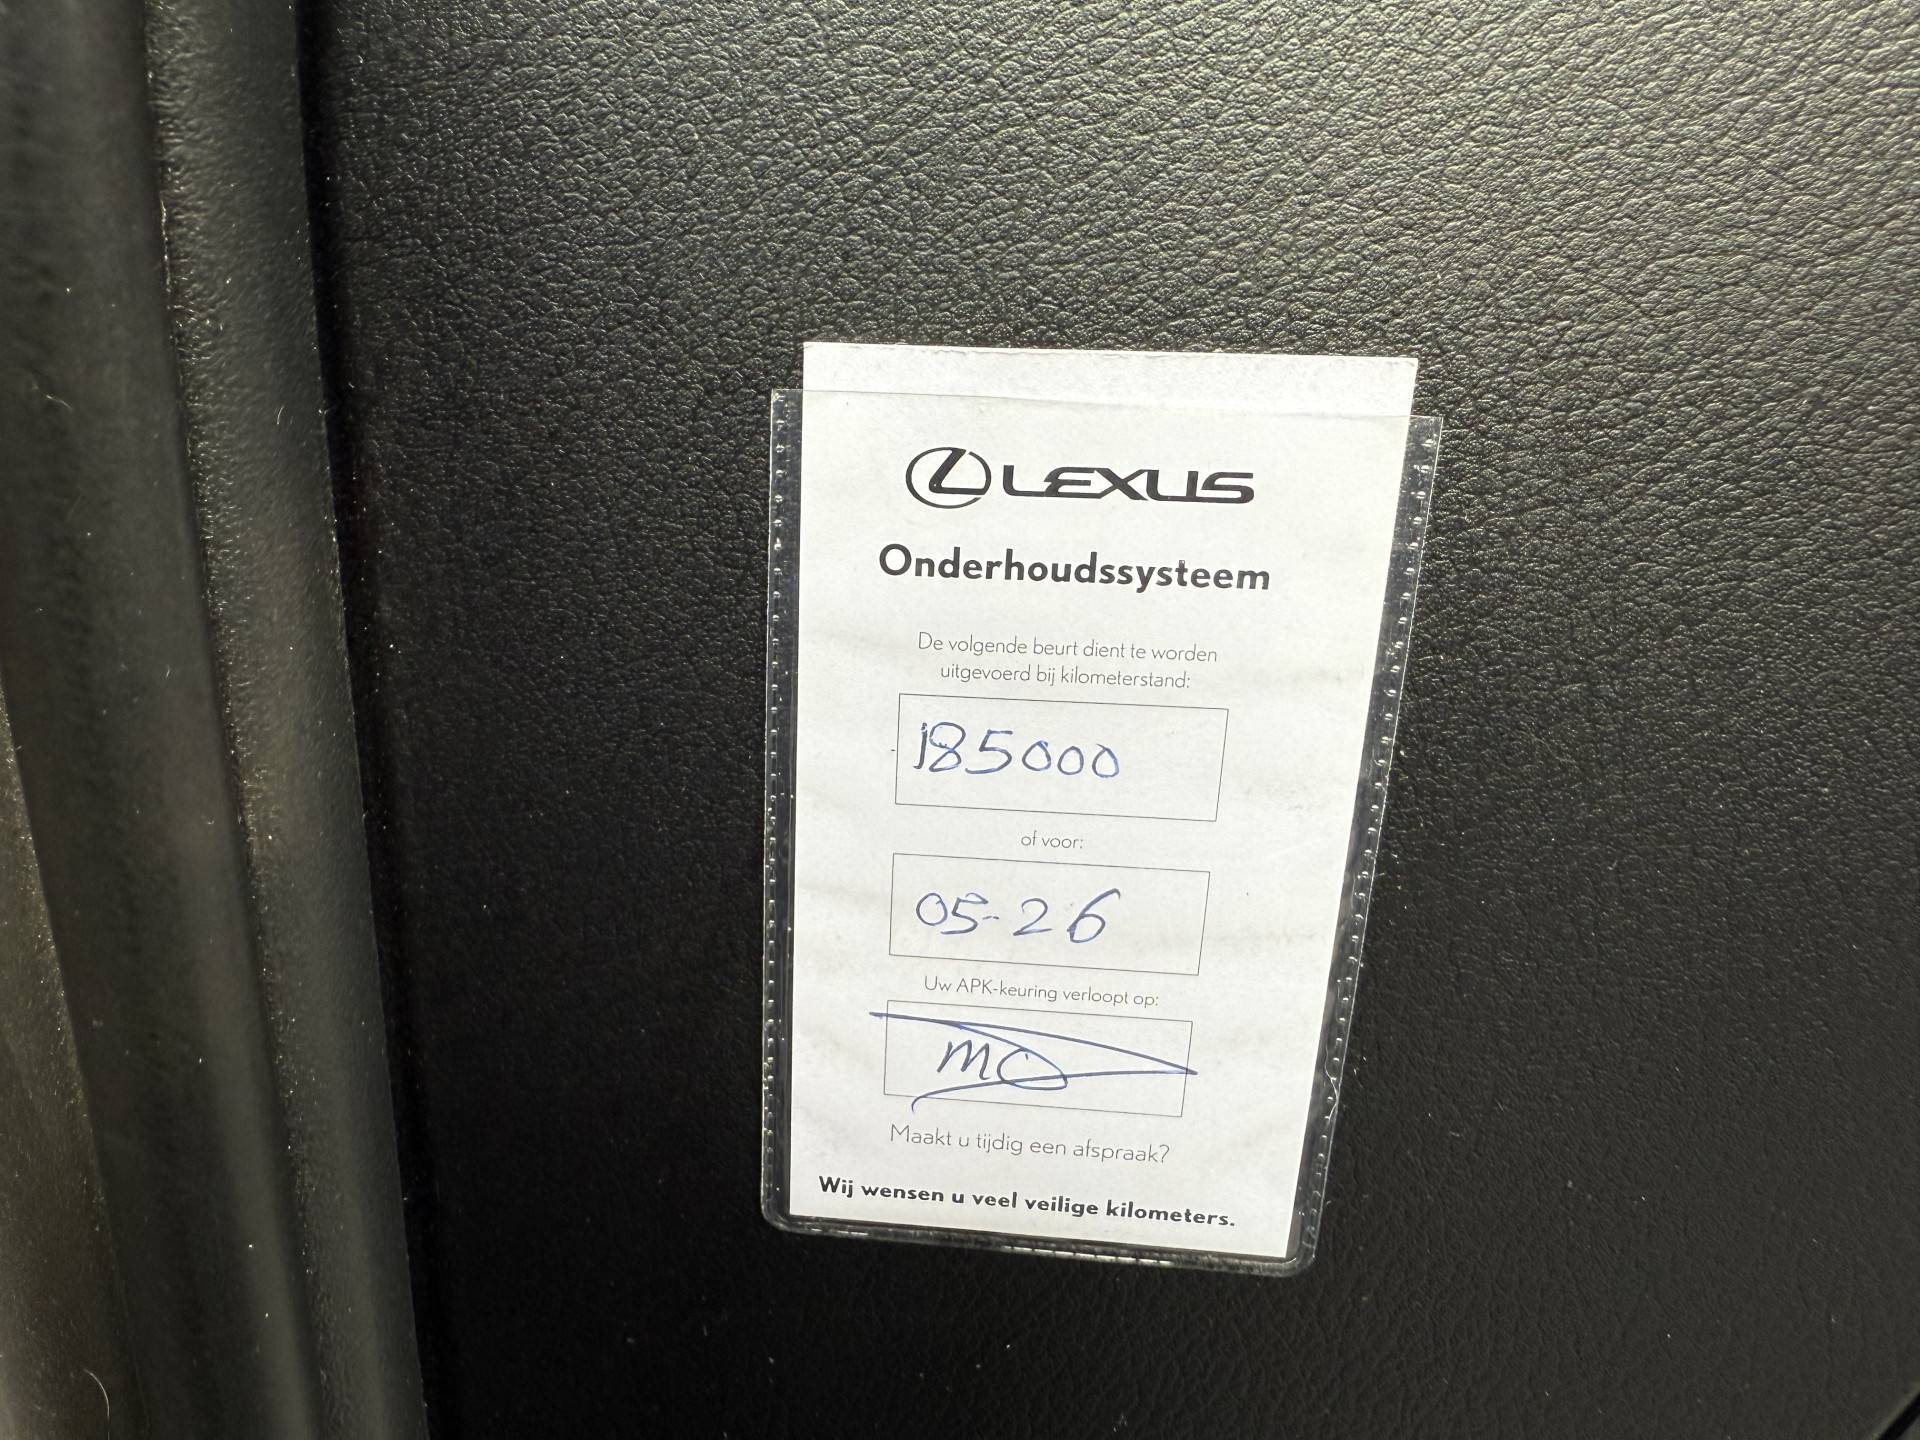 LEXUS
Onderhoudssysteem
De volgende beurt dient te worden
uitgevoerd bij kilometerstand:
185000
of voor:
05-26
Uw APK-keuring verloopt op:
Maakt u tijdig een afspraak?
Wij wensen u veel veilige kilometers.